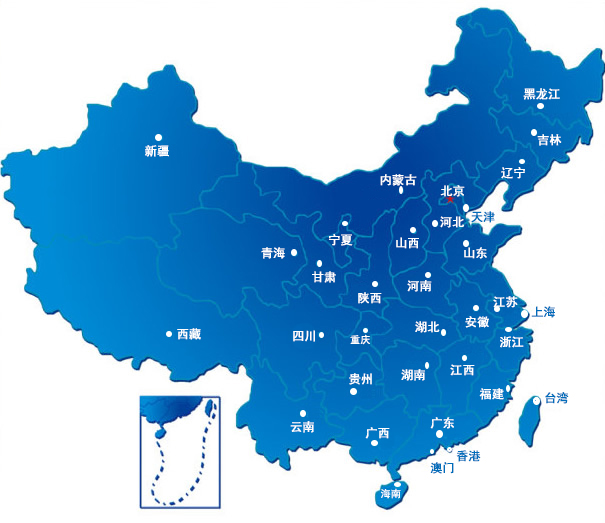 黑龙江
吉林
新疆
辽宁
内蒙古
北京
天津
河北
宁夏
山西
青海
山东
甘肃
河南
陕西
江苏
上海
安徽
湖北
西藏
四川
重庆
浙江
江西
湖南
贵州
福建
台湾
云南
广东
广西
香港
澳门
海南